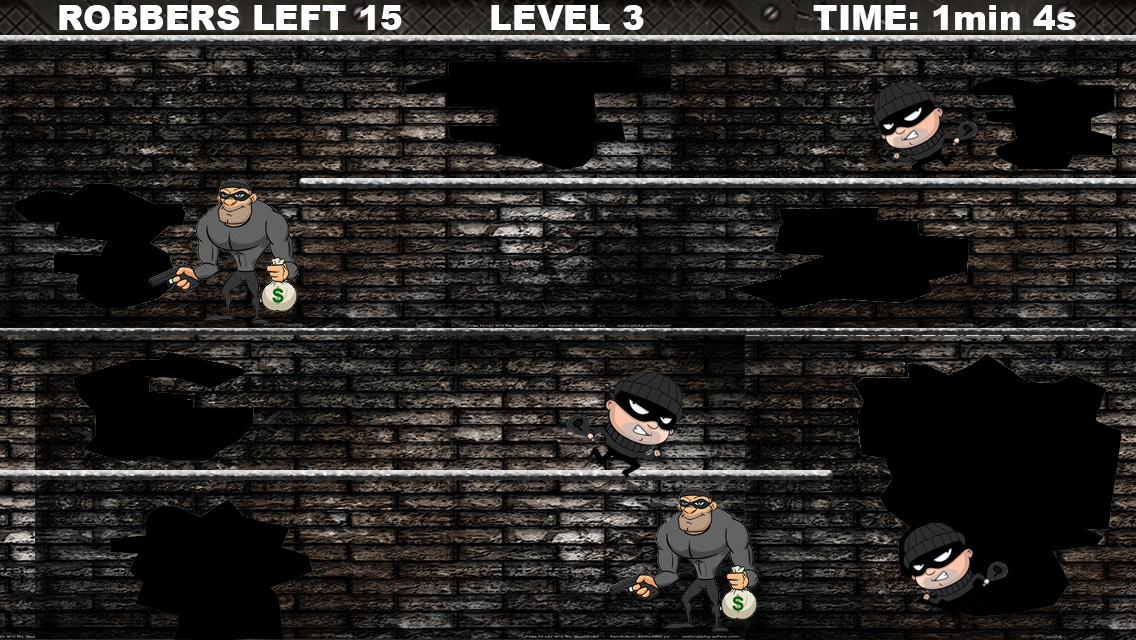 ROBBERS LEFT 15
LEVEL 3
TIME: 1min 4s
$
$